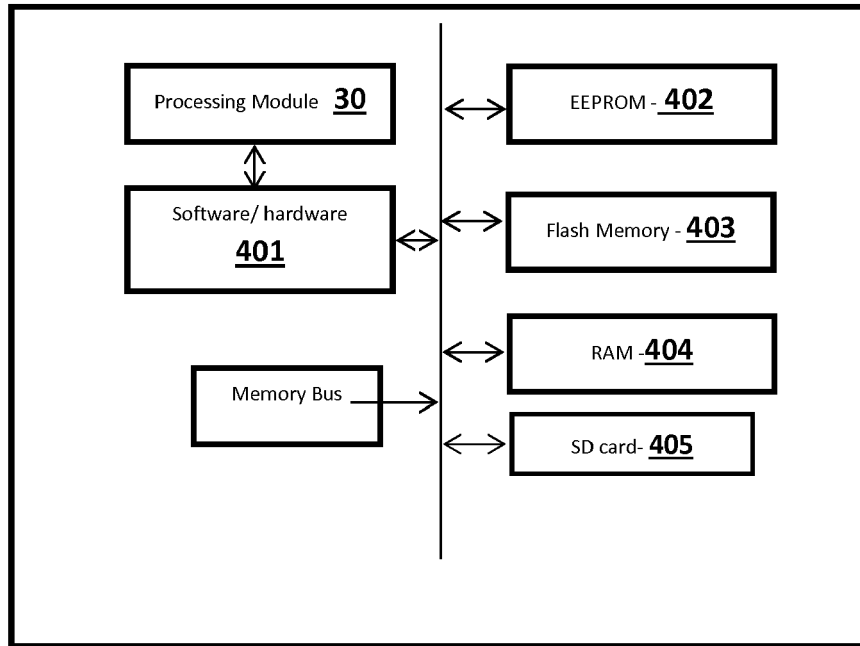 Processing Module 30
Software/ hardware
401
Memory Bus
EEPROM - 402
Flash Memory - 403
RAM -404
SD card- 405